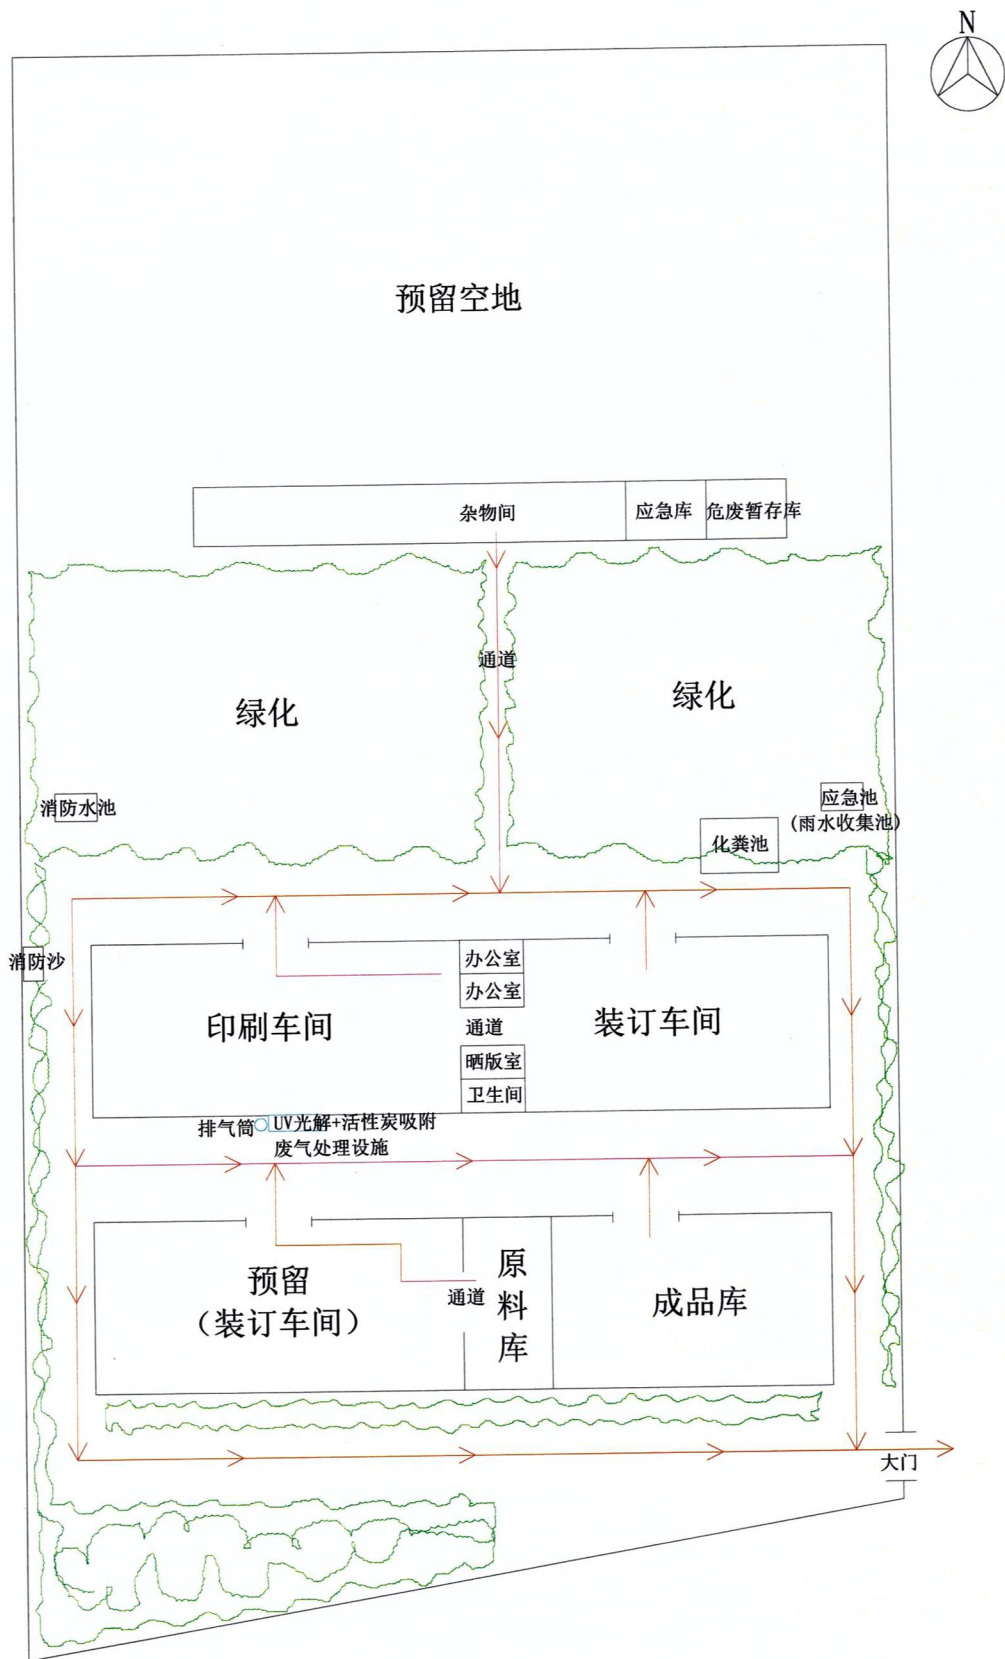 N
预留空地
杂物间
应急库
危废暂存库
通道
绿化
绿化
消防水池
应急池
(雨水收集池)
化粪池
消防沙
办公室
办公室
印刷车间
通道
装订车间
晒版室
卫生间
排气筒
UV光解+活性炭吸附
废气处理设施
预留
（装订车间）
通道
原料库
成品库
大门